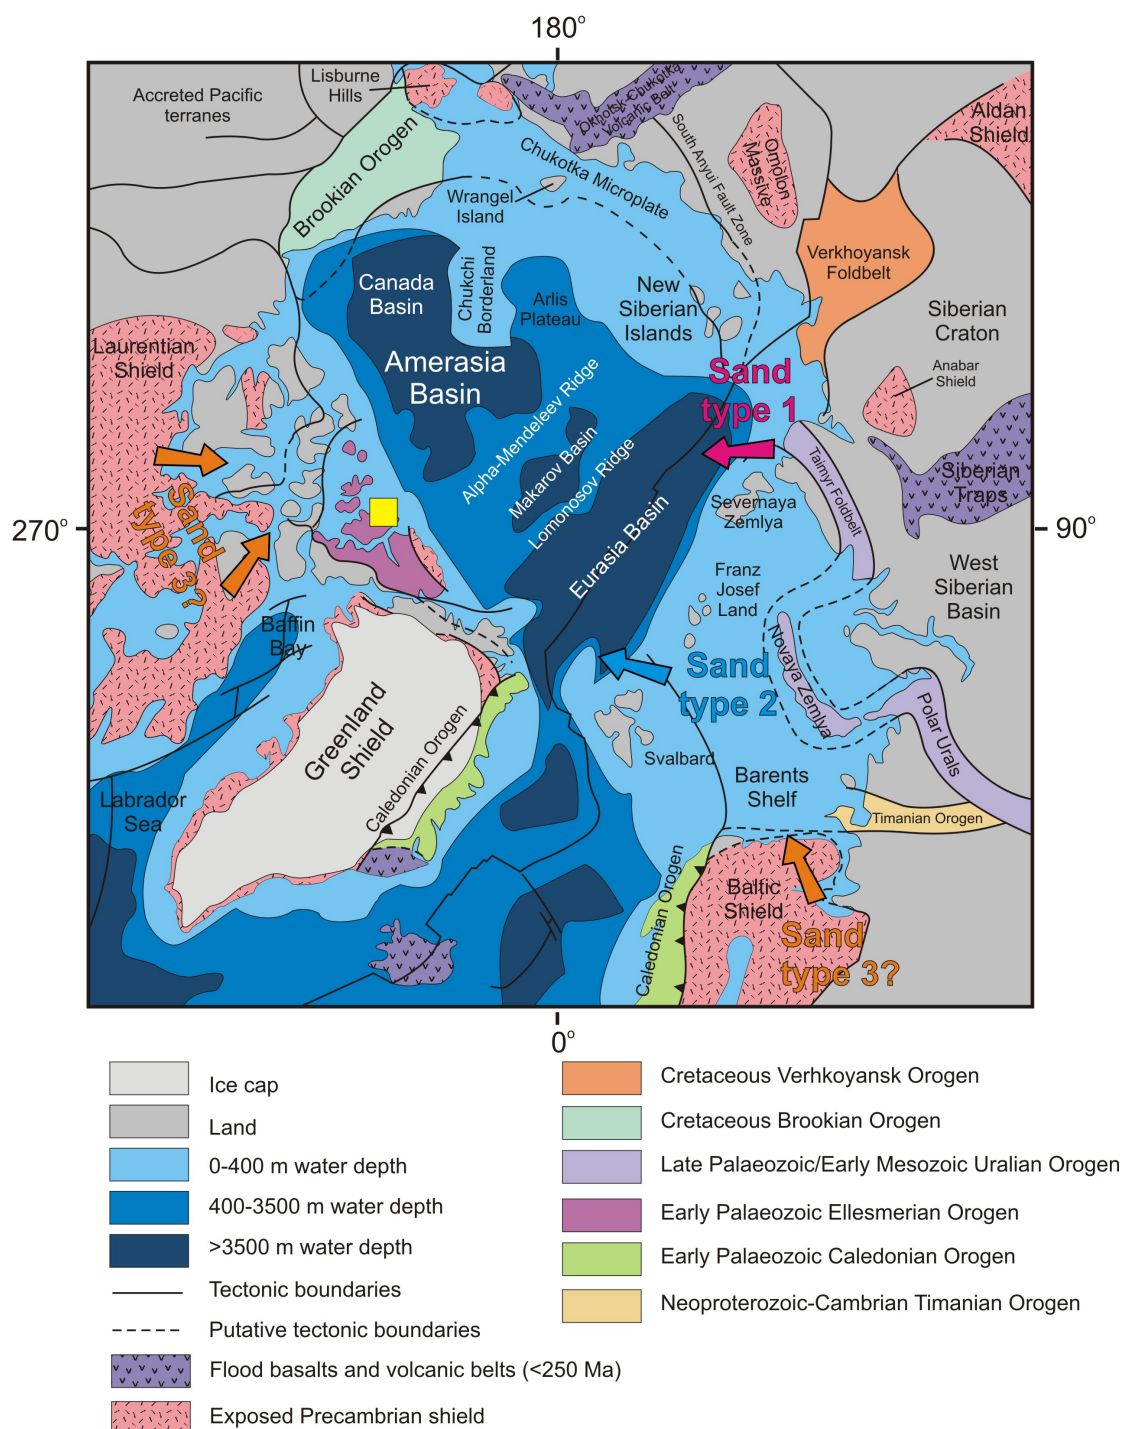 180°
Lisburne
Hills
Accreted Pacific
terranes
Okhotsk-Chukotka
Volcanic Belt
Aldan
Shield
Omolon
Massive
South Anyui Fault Zone
Chukotka Microplate
Brookian Orogen
Wrangel
Island
Verkhoyansk
Foldbelt
Canada
Basin
Chukchi
Borderland
Arlis
Plateau
New
Siberian
Islands
Siberian
Craton
Laurentian
Shield
Amerasia
Basin
Anabar
Shield
Sand
type 1
Alpha-Mendeleev Ridge
Makarov Basin
Lomonosov Ridge
Taimyr Foldbelt
Siberian
Traps
Sand
type 3?
Severnaya
Zemlya
270°
90°
Eurasia Basin
Franz
Josef
Land
West
Siberian
Basin
Baffin
Bay
Novaya Zemlya
Sand
type 2
Greenland
Shield
Caledonian Orogen
Polar Urals
Svalbard
Barents
Shelf
Labrador
Sea
Timanian Orogen
Caledonian Orogen
Baltic
Shield
Sand
type 3?
0°
Ice cap
Land
0-400 m water depth
400-3500 m water depth
>3500 m water depth
Tectonic boundaries
Putative tectonic boundaries
Flood basalts and volcanic belts (<250 Ma)
Exposed Precambrian shield
Cretaceous Verhkoyansk Orogen
Cretaceous Brookian Orogen
Late Palaeozoic/Early Mesozoic Uralian Orogen
Early Palaeozoic Ellesmerian Orogen
Early Palaeozoic Caledonian Orogen
Neoproterozoic-Cambrian Timanian Orogen